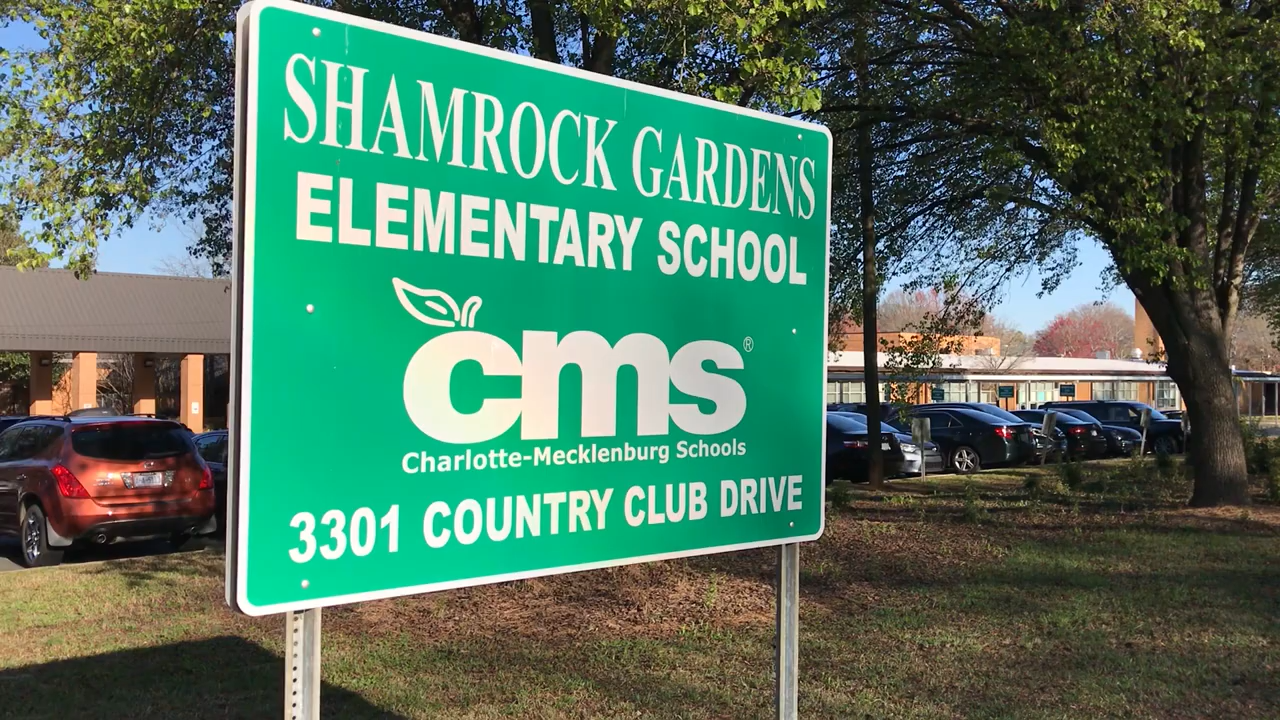 SHAMROCK GARDENS
ELEMENTARY SCHOOL
cms®
Charlotte-Mecklenburg Schools
3301 COUNTRY CLUB DRIVE